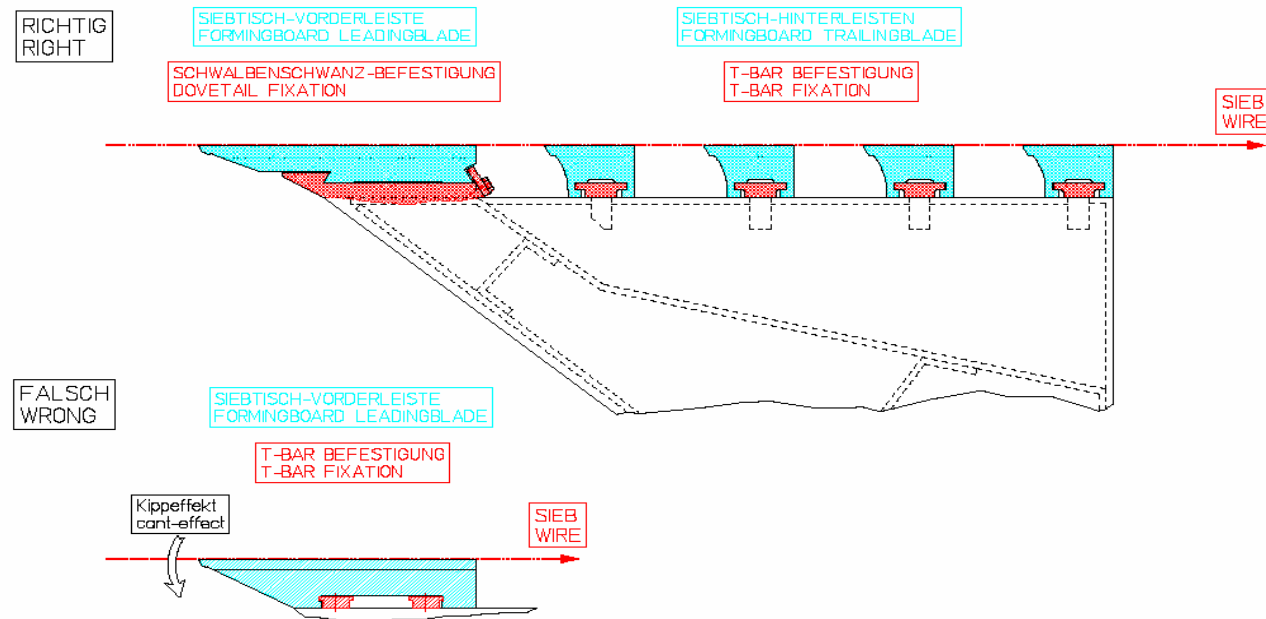 RICHTIG
RIGHT
SIEBTISCH-VORDERLEISTE
FORMINGBOARD LEADINGBLADE
SIEBTISCH-HINTERLEISTEN
FORMINGBOARD TRAILINGBLADE
SCHWALBENSCHWANZ-BEFESTIGUNG
DOVETAIL FIXATION
T-BAR BEFESTIGUNG
T-BAR FIXATION
SIEB
WIRE
FALSCH
WRONG
SIEBTISCH-VORDERLEISTE
FORMINGBOARD LEADINGBLADE
T-BAR BEFESTIGUNG
T-BAR FIXATION
Kippeffekt
cant-effect
SIEB
WIRE